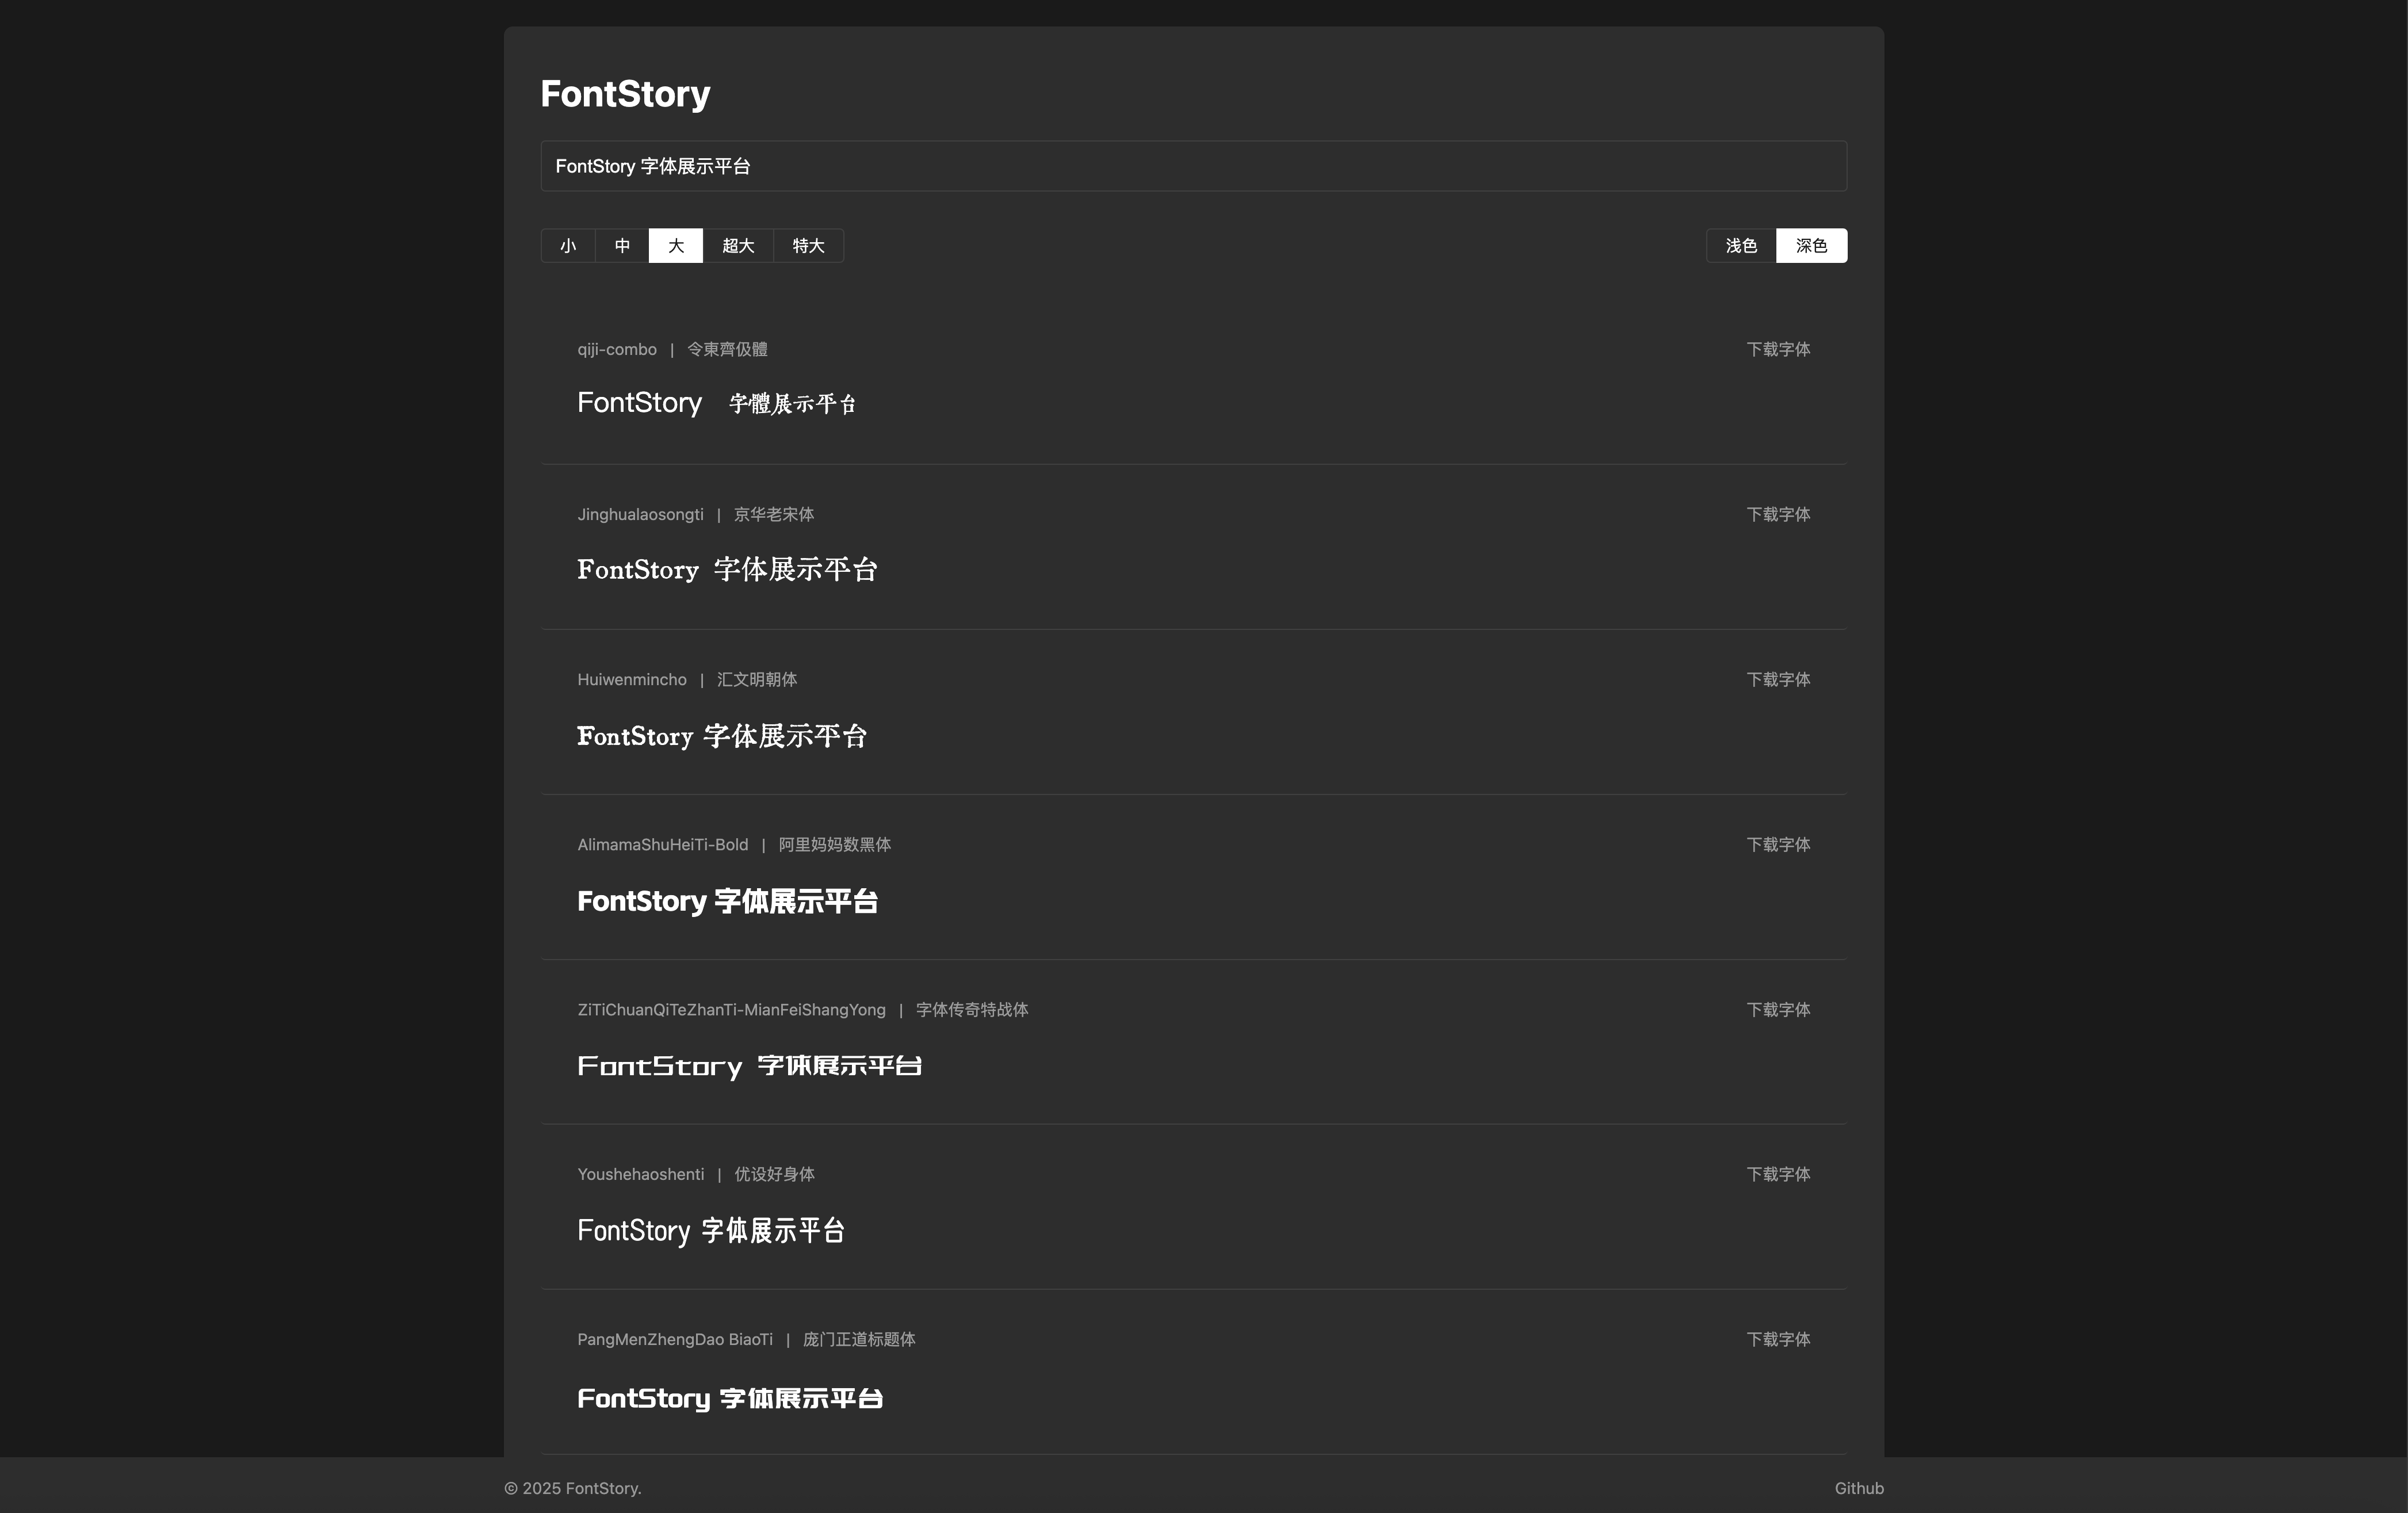 FontStory
FontStory 字体展示平台
小 中 大 超大 特大 浅色 深色
qiji-combo | 令東齊伋體 下载字体
FontStory 字體展示平台
Jinghualaosongti | 京华老宋体 下载字体
FontStory 字体展示平台
Huiwenmincho | 汇文明朝体 下载字体
FontStory 字体展示平台
AlimamaShuHeiTi-Bold | 阿里妈妈数黑体 下载字体
FontStory 字体展示平台
ZiTiChuanQiTeZhanTi-MianFeiShangYong | 字体传奇特战体 下载字体
FontStory 字体展示平台
Youshehaoshenti | 优设好身体 下载字体
FontStory 字体展示平台
PangMenZhengDao BiaoTi | 庞门正道标题体 下载字体
FontStory 字体展示平台
© 2025 FontStory. Github